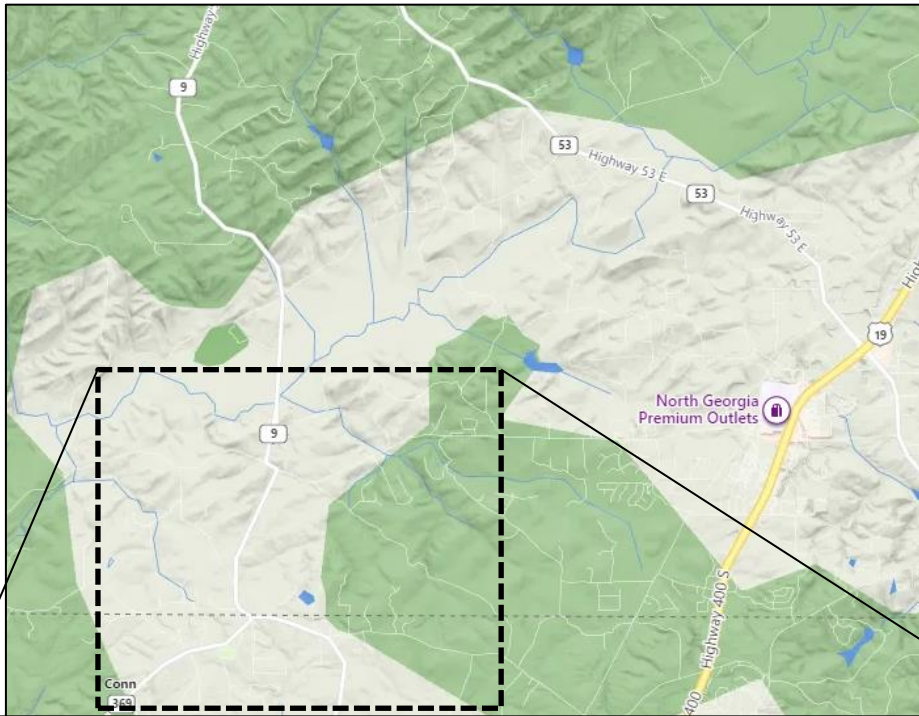 Highway
9
53
Highway 53 E
53
Highway 53 E
High
19
North Georgia
Premium Outlets
9
Highway 400 S
Conn
369
400